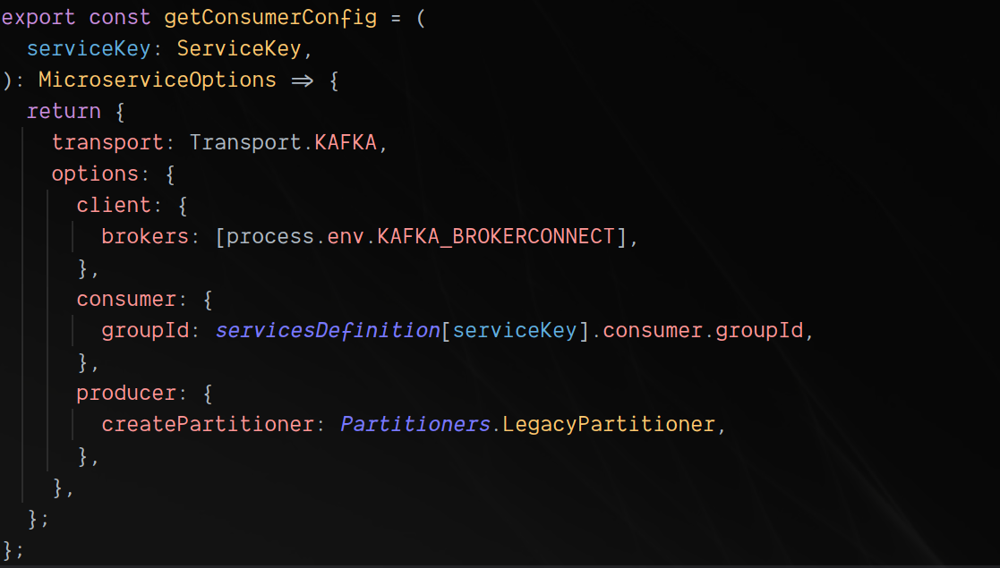 export const getConsumerConfig = (
  serviceKey: ServiceKey,
): MicroserviceOptions => {
  return {
    transport: Transport.KAFKA,
    options: {
      client: {
        brokers: [process.env.KAFKA_BROKERCONNECT],
      },
      consumer: {
        groupId: servicesDefinition[serviceKey].consumer.groupId,
      },
      producer: {
        createPartitioner: Partitioners.LegacyPartitioner,
      },
    },
  };
};